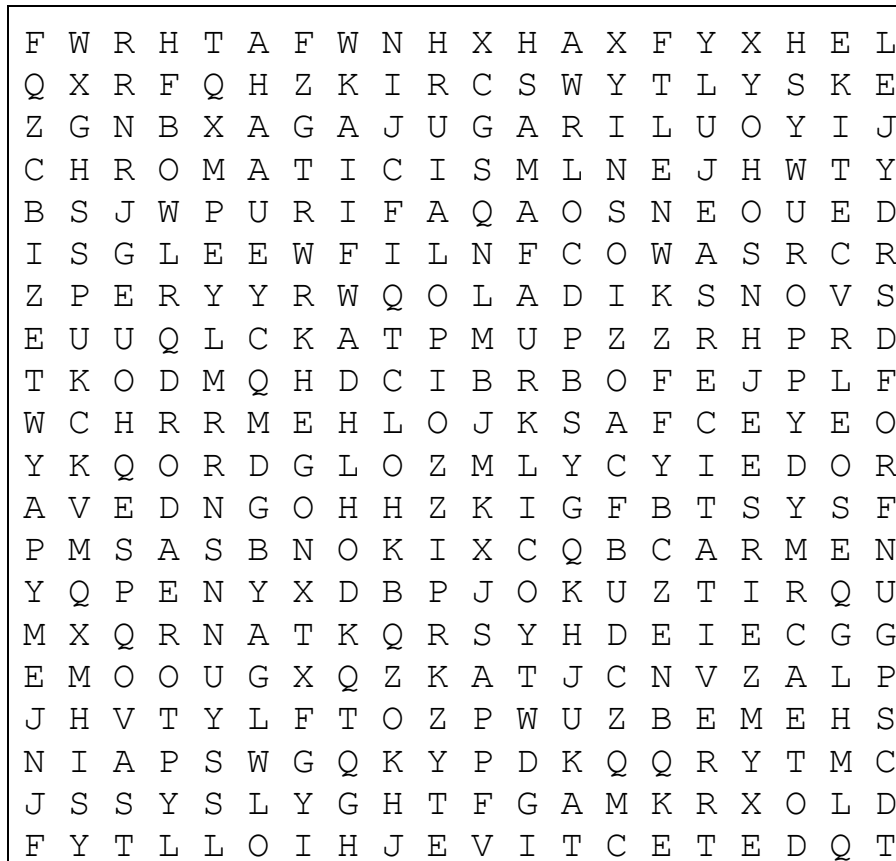 F W R H T A F W N H X H A X F Y X H E L
Q X R F Q H Z K I R C S W Y T L Y S K E
Z G N B X A G A J U G A R I L U O Y I J
C H R O M A T I C I S M L N E J H W T Y
B S J W P U R I F A Q A O S N E O U E D
I S G L E E W F I L N F C O W A S R C R
Z P E R Y Y R W Q O L A D I K S N O V S
E U U Q L C K A T P M U P Z Z R H P R D
T K O D M Q H D C I B R B O F E J P L F
W C H R R M E H L O J K S A F C E Y E O
Y K Q O R D G L O Z M L Y C Y I E D O R
A V E D N G O H H Z K I G F B T S Y S F
P M S A S B N O K I X C Q B C A R M E N
Y Q P E N Y X D B P J O K U Z T I R Q U
M X Q R N A T K Q R S Y H D E I E C G G
E M O O U G X Q Z K A T J C N V Z A L P
J H V T Y L F T O Z P W U Z B E M E H S
N I A P S W G Q K Y P D K Q Q R Y T M C
J S S Y S L Y G H T F G A M K R X O L D
F Y T L L O I H J E V I T C E T E D Q T